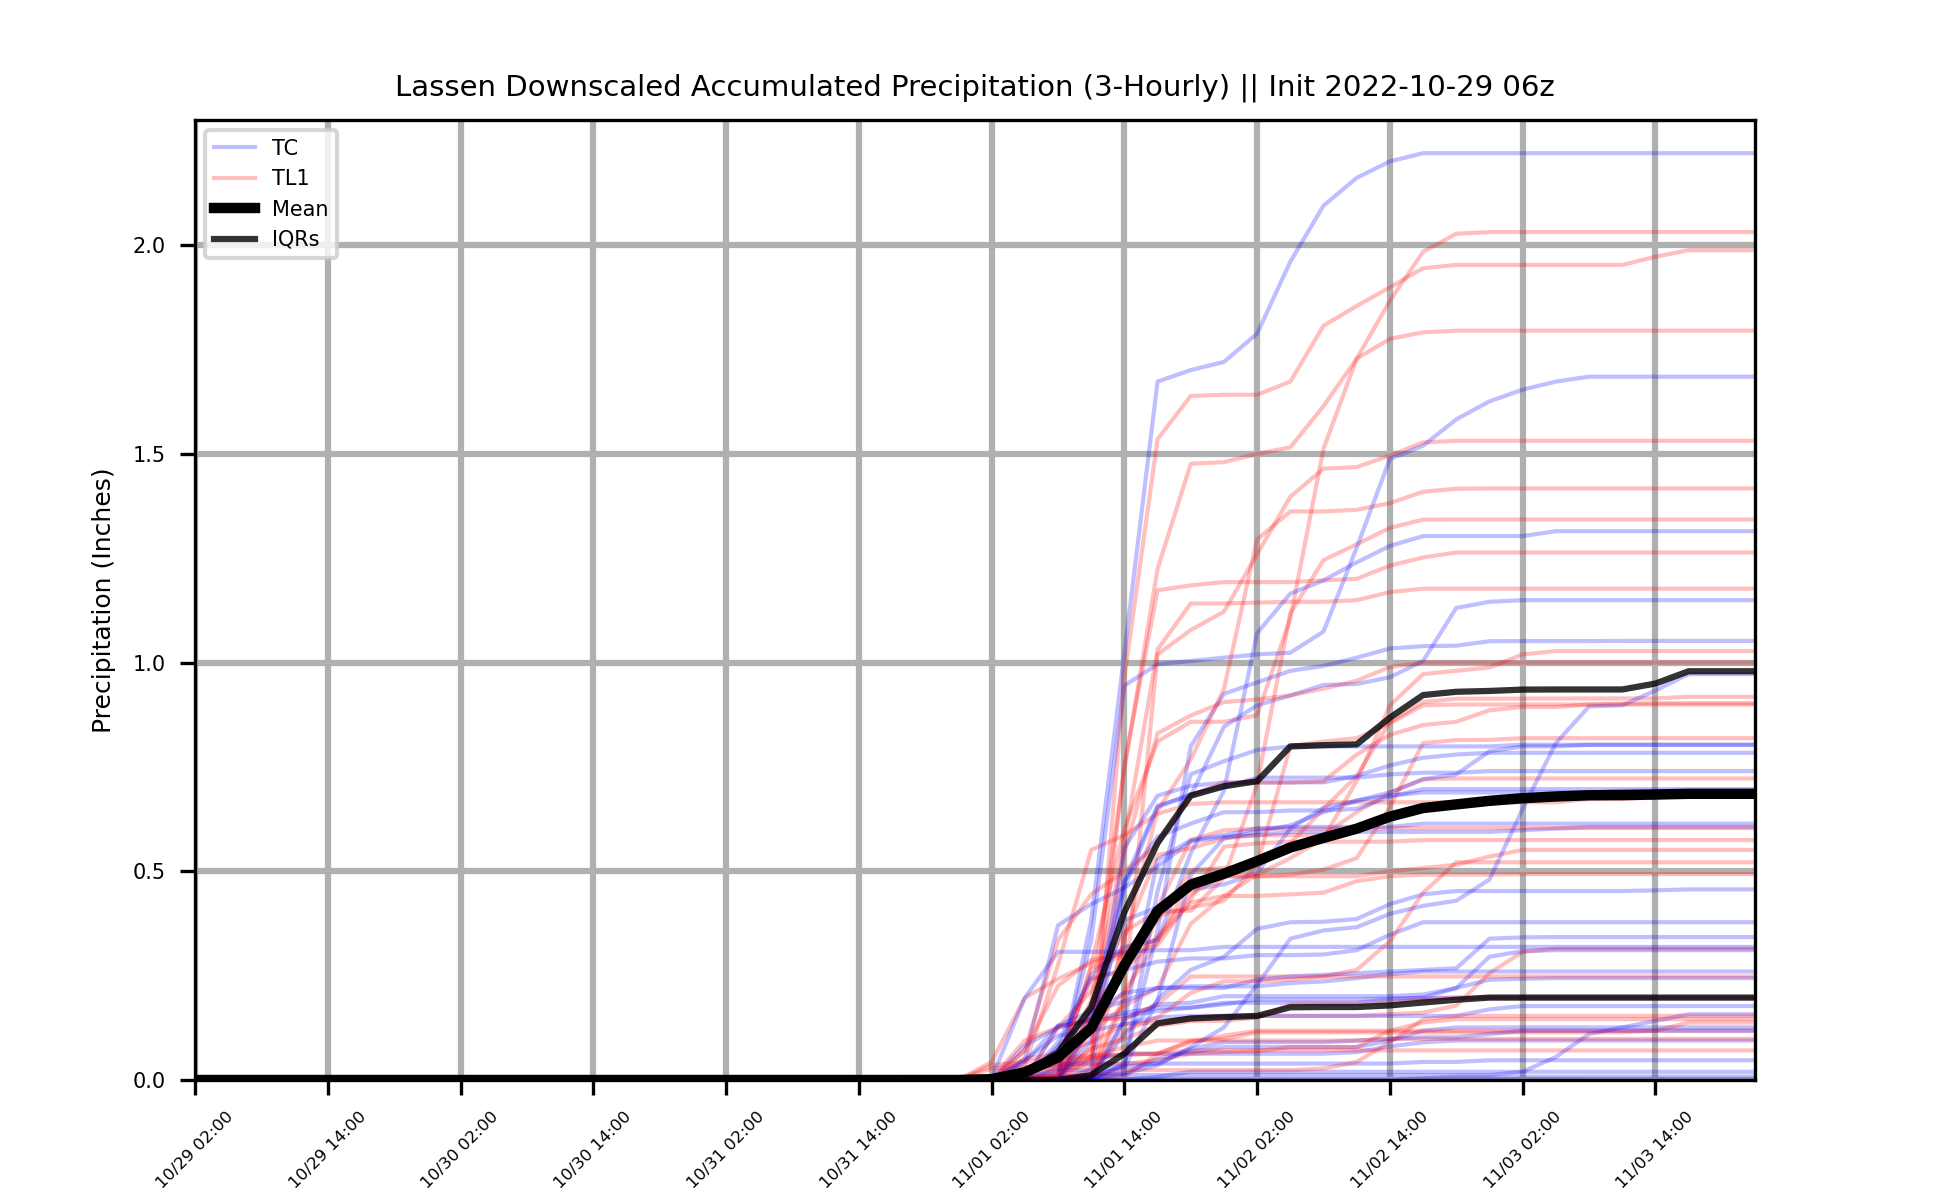 Lassen Downscaled Accumulated Precipitation (3-Hourly) || Init 2022-10-29 06z
TC
TL1
Mean
IQRs
Precipitation (Inches)
2.0
1.5
1.0
0.5
0.0
10/29 02:00
10/29 14:00
10/30 02:00
10/30 14:00
10/31 02:00
10/31 14:00
11/01 02:00
11/01 14:00
11/02 02:00
11/02 14:00
11/03 02:00
11/03 14:00